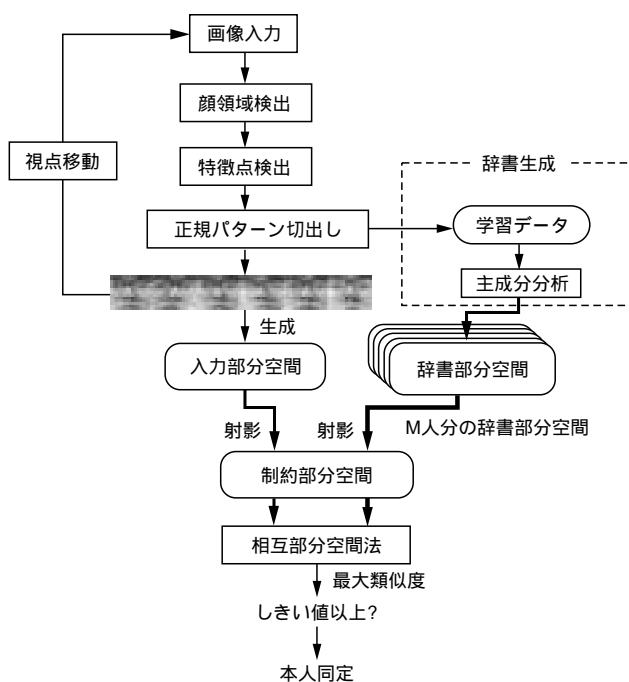 画像入力
顔領域検出
視点移動
特徴点検出
辞書生成
正規パターン切出し
学習データ
主成分分析
生成
入力部分空間
辞書部分空間
射影
射影
M人分の辞書部分空間
制約部分空間
相互部分空間法
最大類似度
しきい値以上?
本人同定